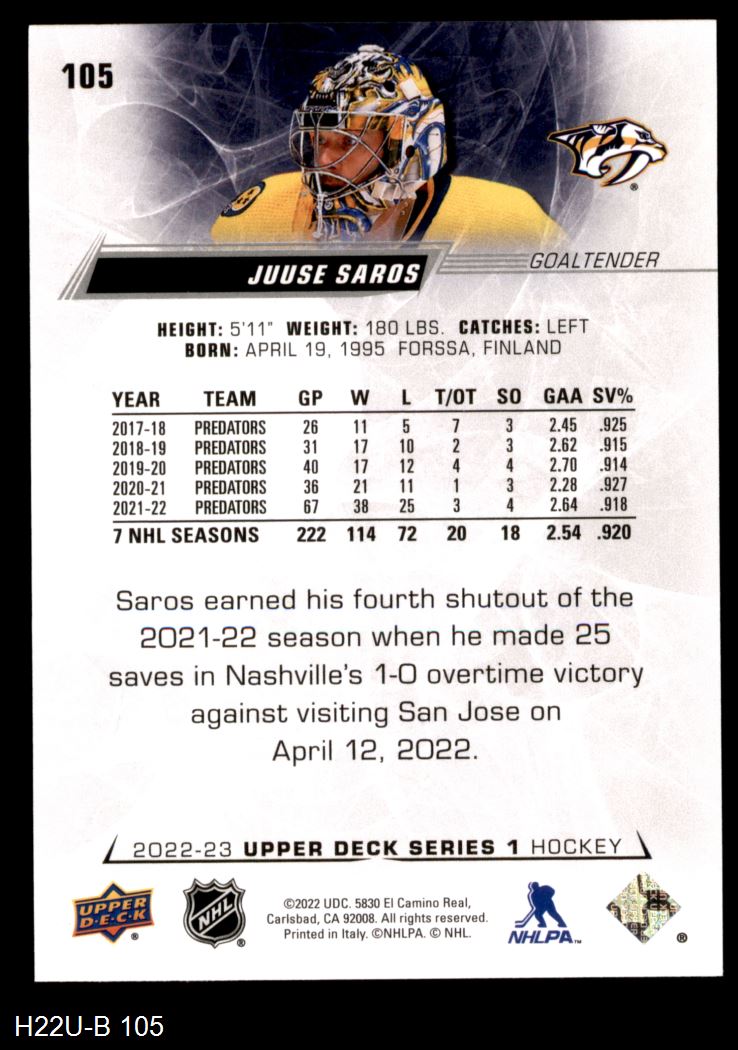 105
®
GOALTENDER
JUUSE SAROS
HEIGHT: 5'11" WEIGHT: 180 LBS. CATCHES: LEFT
BORN: APRIL 19, 1995 FORSSA, FINLAND
YEAR TEAM GP W L T/OT SO GAA SV%
2017-18 PREDATORS 26 11 5 7 3 2.45 .925
2018-19 PREDATORS 31 17 10 2 3 2.62 .915
2019-20 PREDATORS 40 17 12 4 4 2.70 .914
2020-21 PREDATORS 36 21 11 1 3 2.28 .927
2021-22 PREDATORS 67 38 25 3 4 2.64 .918
7 NHL SEASONS 222 114 72 20 18 2.54 .920
Saros earned his fourth shutout of the
2021-22 season when he made 25
saves in Nashville's 1-0 overtime victory
against visiting San Jose on
April 12, 2022.
2022-23 UPPER DECK SERIES 1 HOCKEY
UPPER
D·E·C·K
®
NHL
®
©2022 UDC. 5830 El Camino Real,
Carlsbad, CA 92008. All rights reserved.
Printed in Italy. ©NHLPA. © NHL.
NHLPA™
®
H22U-B 105